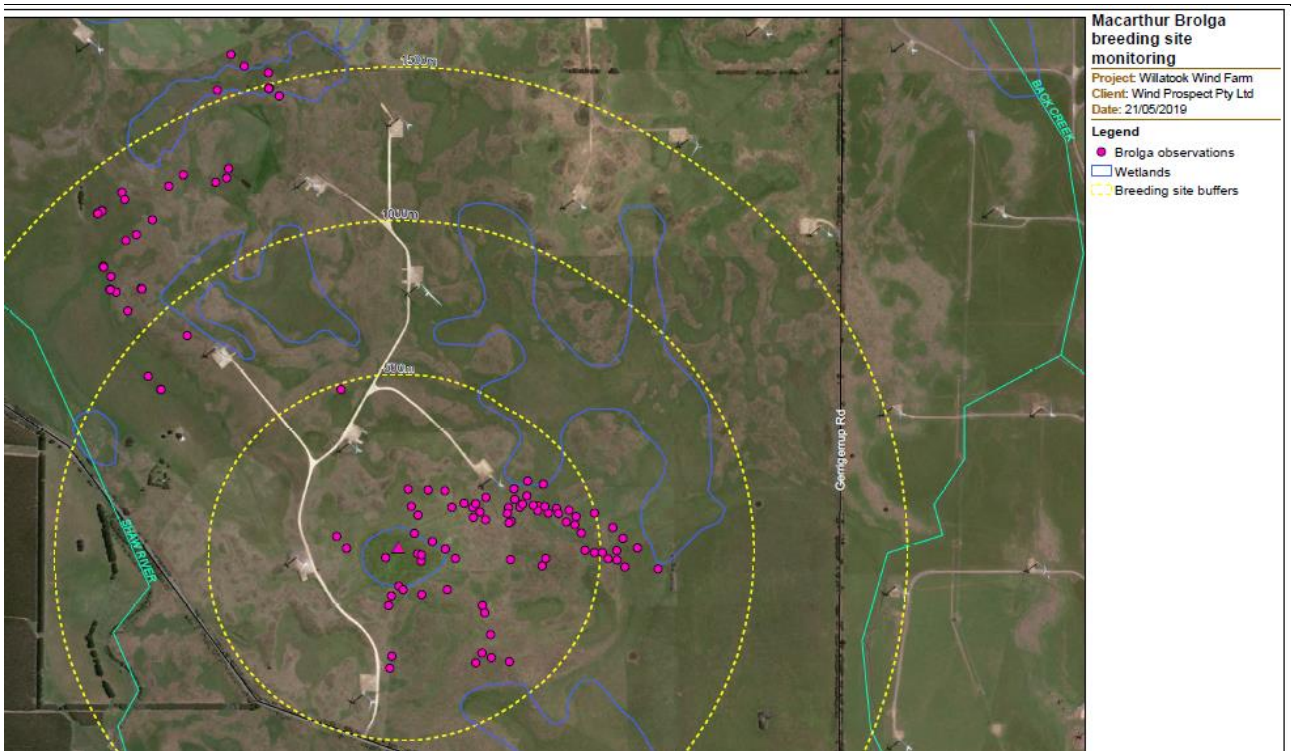 Macarthur Brolga
breeding site
monitoring
Project: Willatook Wind Farm
Client: Wind Prospect Pty Ltd
Date: 21/05/2019
Legend
Brolga observations
Wetlands
Breeding site buffers
1500m
BACK CREEK
1000m
500m
Gerrigerrup Rd
SHAW RIVER